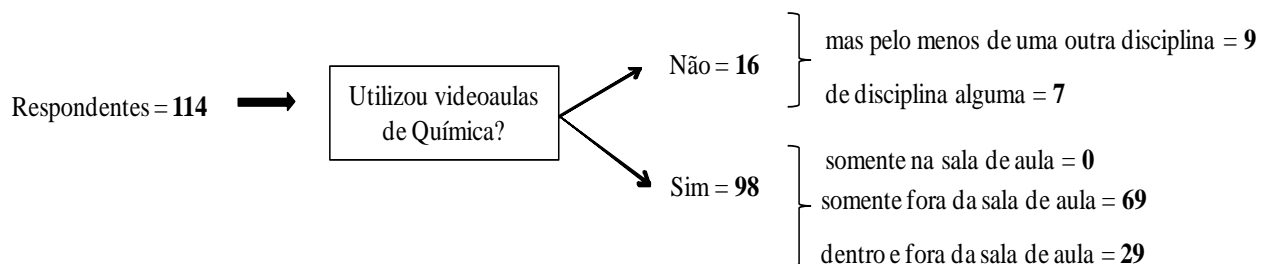 Respondentes = 114
Utilizou videoaulas
de Química?
Não = 16
mas pelo menos de uma outra disciplina = 9
de disciplina alguma = 7
Sim = 98
somente na sala de aula = 0
somente fora da sala de aula = 69
dentro e fora da sala de aula = 29